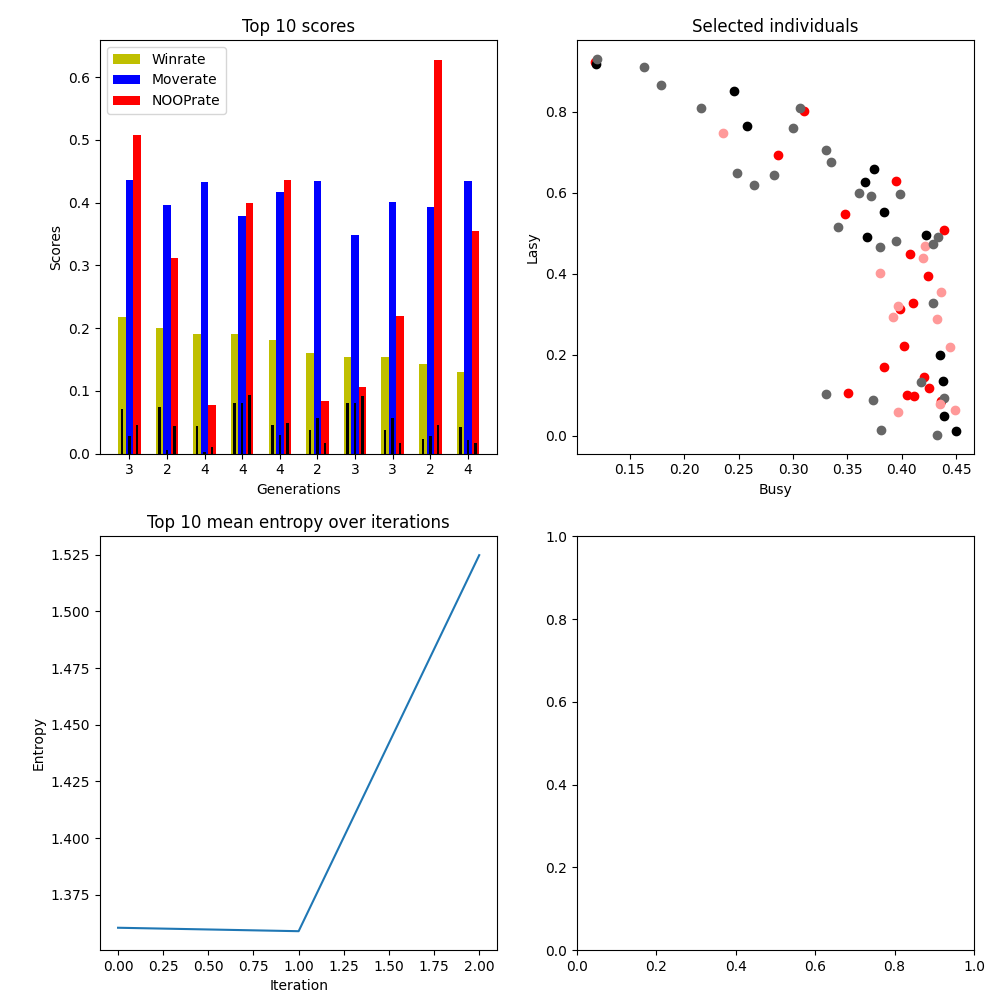 Top 10 scores
Winrate
Moverate
NOOPrate
0.6
0.5
0.4
0.3
0.2
0.1
0.0
Scores
3 2 4 4 4 2 3 3 2 4
Generations
Selected individuals
0.8
0.6
0.4
0.2
0.0
Lasy
0.15 0.20 0.25 0.30 0.35 0.40 0.45
Busy
Top 10 mean entropy over iterations
1.525
1.500
1.475
1.450
1.425
1.400
1.375
Entropy
0.00 0.25 0.50 0.75 1.00 1.25 1.50 1.75 2.00
Iteration
1.0
0.8
0.6
0.4
0.2
0.0
0.0 0.2 0.4 0.6 0.8 1.0